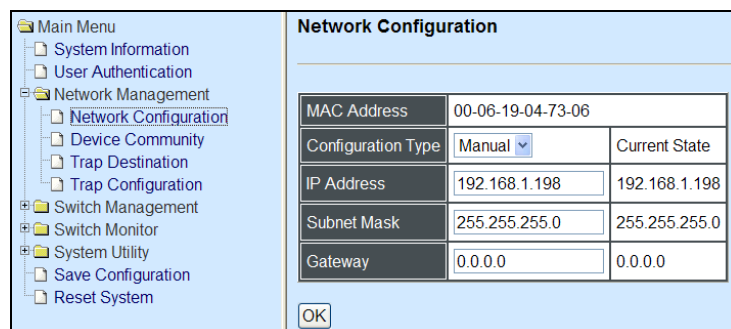 Main Menu
System Information
User Authentication
Network Management
Network Configuration
Device Community
Trap Destination
Trap Configuration
Switch Management
Switch Monitor
System Utility
Save Configuration
Reset System
Network Configuration
MAC Address 00-06-19-04-73-06
Configuration Type Manual Current State
IP Address 192.168.1.198 192.168.1.198
Subnet Mask 255.255.255.0 255.255.255.0
Gateway 0.0.0.0 0.0.0.0
OK